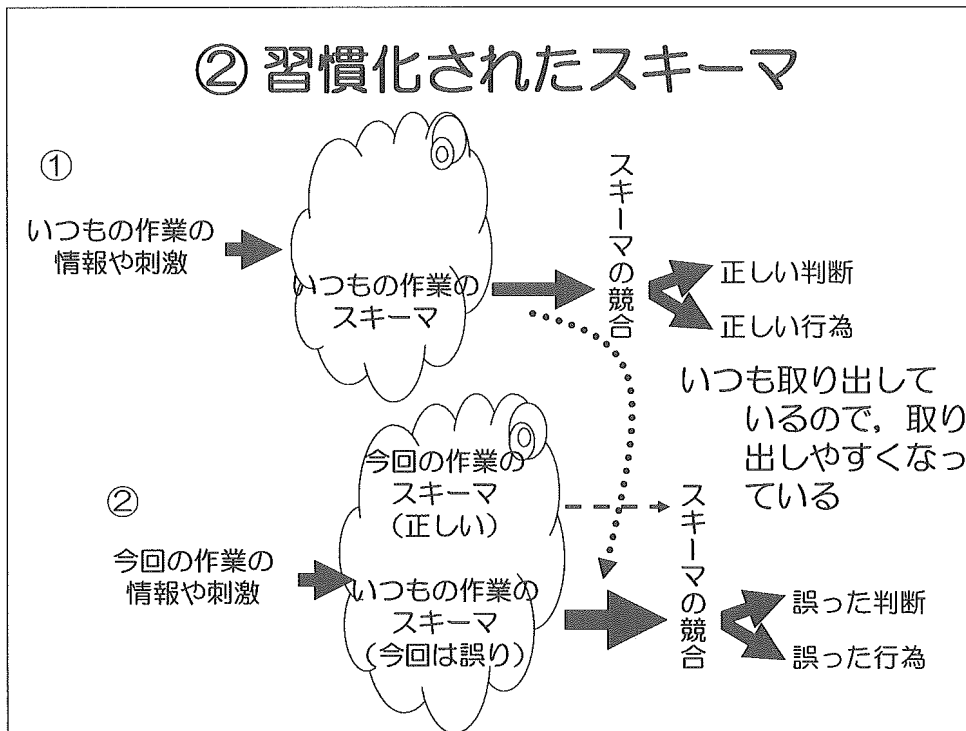 ② 習慣化されたスキーマ
①
いつもの作業の
情報や刺激
いつもの作業の
スキーマ
スキーマの競合
正しい判断
正しい行為
いつも取り出して
いるので，取り
出しやすくなっ
ている
②
今回の作業の
情報や刺激
今回の作業の
スキーマ
（正しい）
いつもの作業の
スキーマ
（今回は誤り）
スキーマの競合
誤った判断
誤った行為